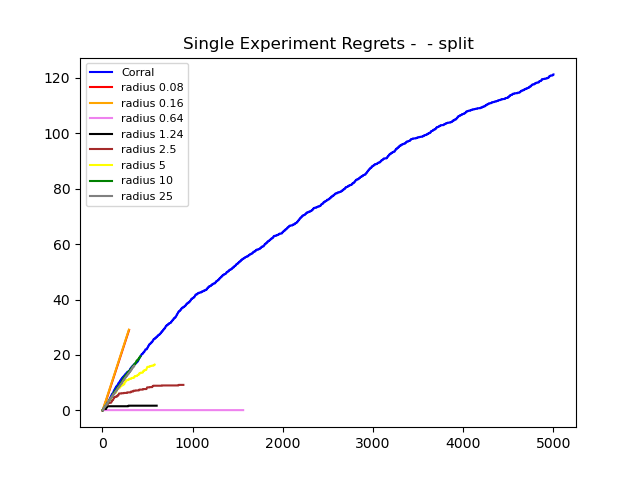 Single Experiment Regrets -  - split
Corral
radius 0.08
radius 0.16
radius 0.64
radius 1.24
radius 2.5
radius 5
radius 10
radius 25
120
100
80
60
40
20
0
0 1000 2000 3000 4000 5000